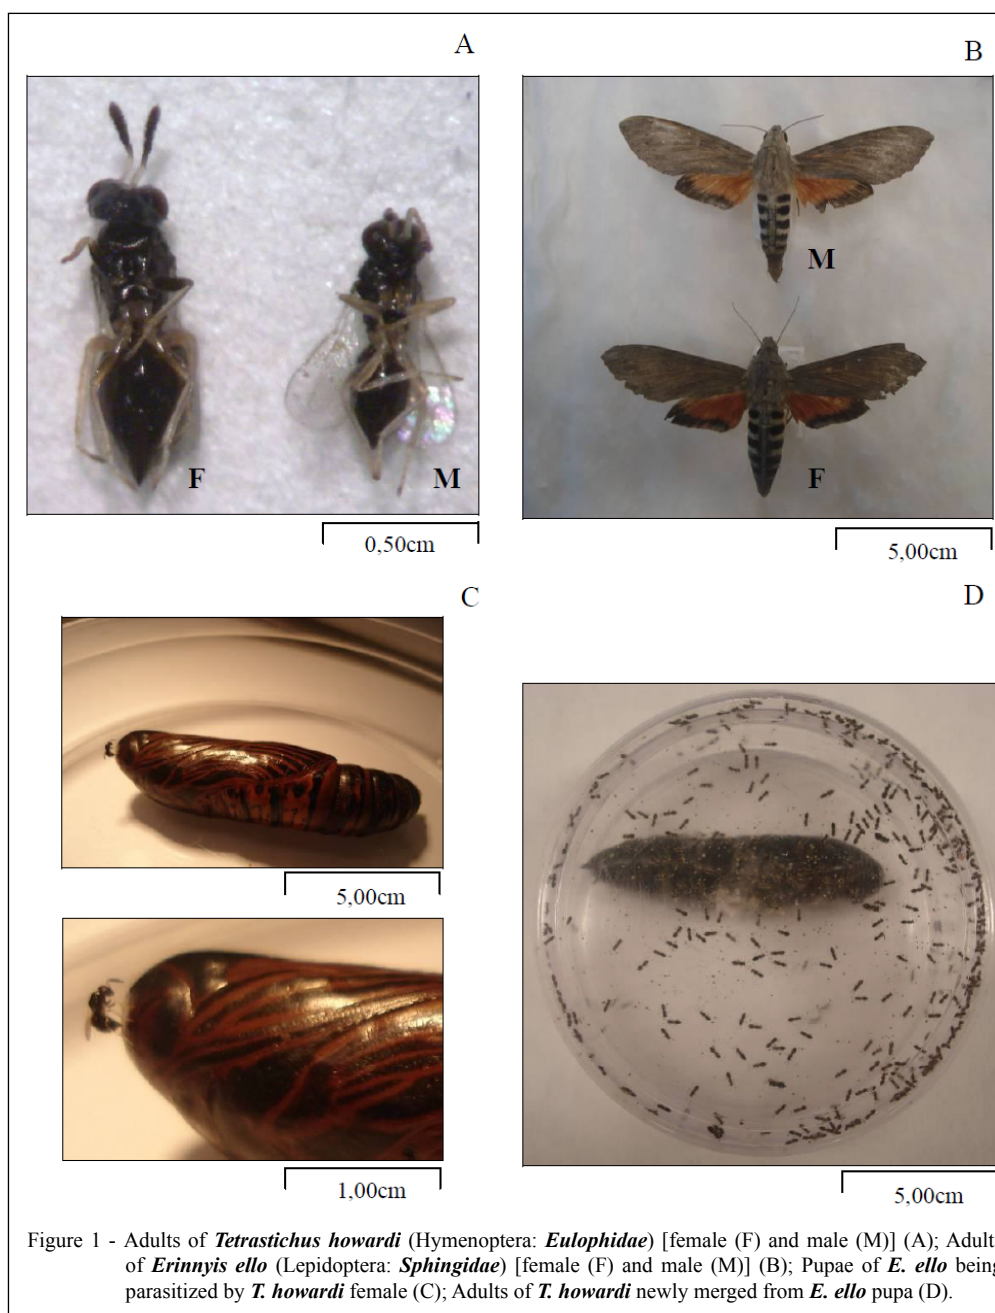 A
B
F
M
M
F
0,50cm
5,00cm
C
D
5,00cm
1,00cm
5,00cm
Figure 1 - Adults of Tetrastichus howardi (Hymenoptera: Eulophidae) [female (F) and male (M)] (A); Adult
of Erinnyis ello (Lepidoptera: Sphingidae) [female (F) and male (M)] (B); Pupae of E. ello being
parasitized by T. howardi female (C); Adults of T. howardi newly merged from E. ello pupa (D).